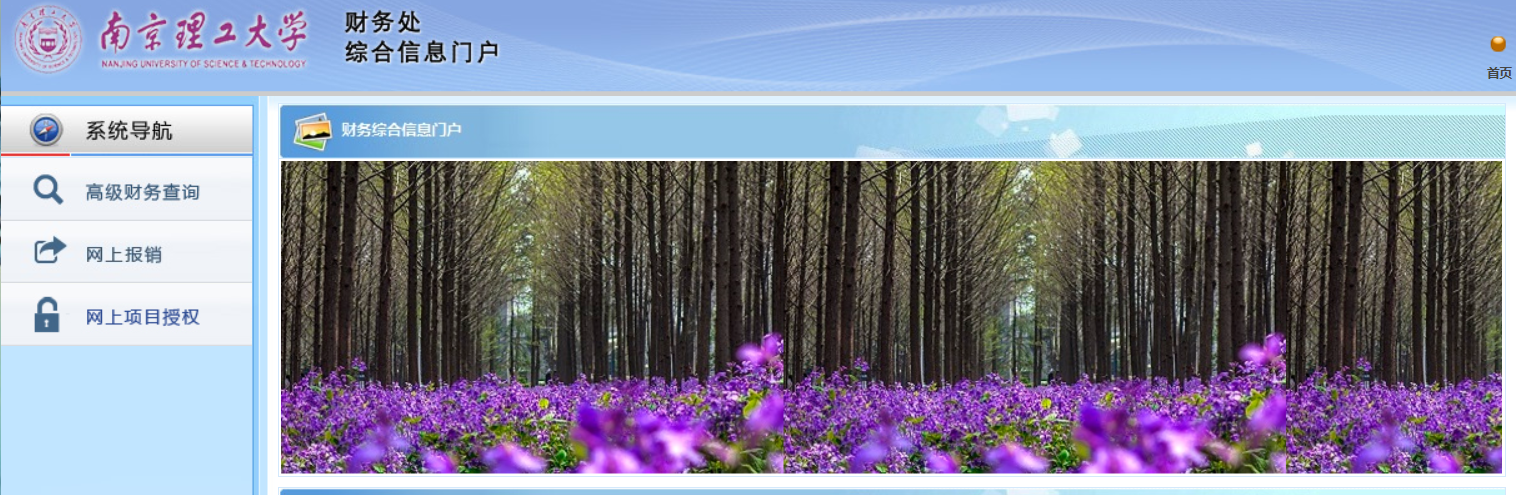 南京理工大学
NANJING UNIVERSITY OF SCIENCE & TECHNOLOGY
财务处
综合信息门户
首页
系统导航
财务综合信息门户
高级财务查询
网上报销
网上项目授权